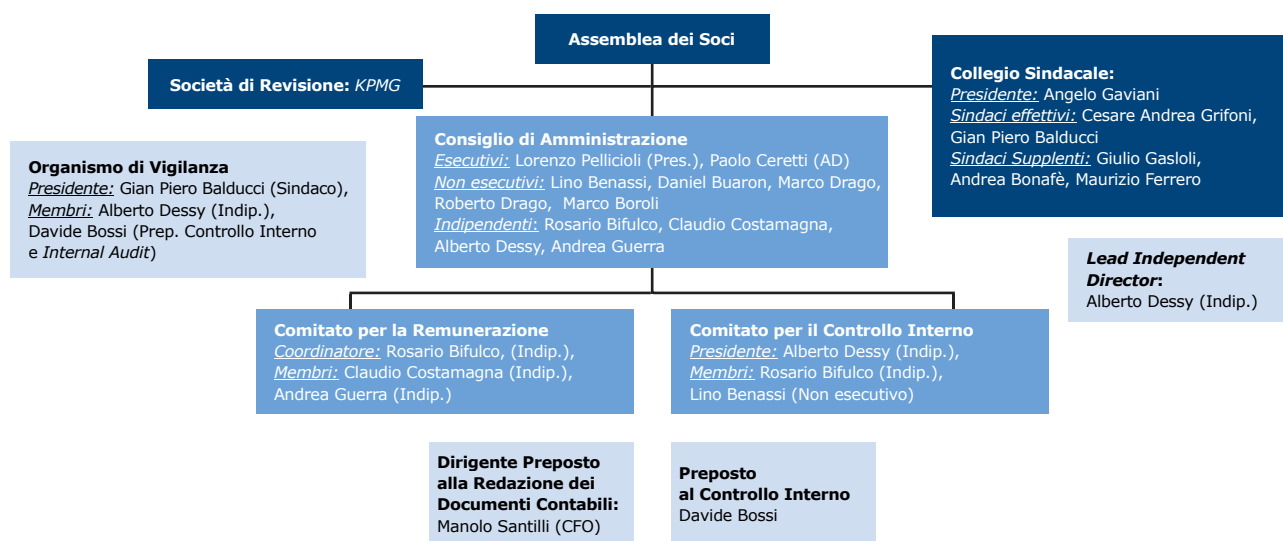 Assemblea dei Soci
Società di Revisione: KPMG
Collegio Sindacale:
Presidente: Angelo Gaviani
Sindaci effettivi: Cesare Andrea Grifoni,
Gian Piero Balducci
Sindaci Supplenti: Giulio Gasloli,
Andrea Bonafè, Maurizio Ferrero
Consiglio di Amministrazione
Esecutivi: Lorenzo Pellicioli (Pres.), Paolo Ceretti (AD)
Non esecutivi: Lino Benassi, Daniel Buaron, Marco Drago,
Roberto Drago, Marco Boroli
Indipendenti: Rosario Bifulco, Claudio Costamagna,
Alberto Dessy, Andrea Guerra
Organismo di Vigilanza
Presidente: Gian Piero Balducci (Sindaco),
Membri: Alberto Dessy (Indip.),
Davide Bossi (Prep. Controllo Interno
e Internal Audit)
Lead Independent
Director:
Alberto Dessy (Indip.)
Comitato per la Remunerazione
Coordinatore: Rosario Bifulco, (Indip.),
Membri: Claudio Costamagna (Indip.),
Andrea Guerra (Indip.)
Comitato per il Controllo Interno
Presidente: Alberto Dessy (Indip.),
Membri: Rosario Bifulco (Indip.),
Lino Benassi (Non esecutivo)
Dirigente Preposto
alla Redazione dei
Documenti Contabili:
Manolo Santilli (CFO)
Preposto
al Controllo Interno
Davide Bossi